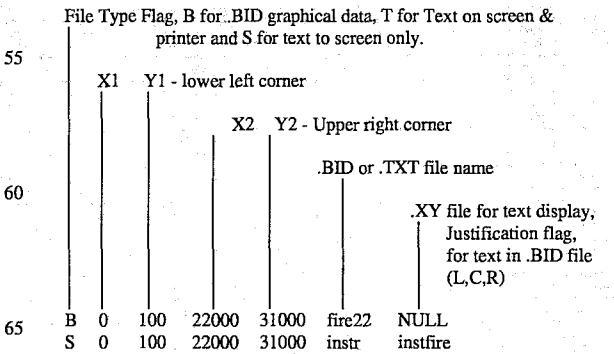 File Type Flag, B for .BID graphical data, T for Text on screen &
printer and S for text to screen only.
55
X1 Y1 - lower left corner
X2 Y2 - Upper right corner
.BID or .TXT file name
60
.XY file for text display,
Justification flag,
for text in .BID file
(L,C,R)
B 0 100 22000 31000 fire22 NULL
65
S 0 100 22000 31000 instr instfire